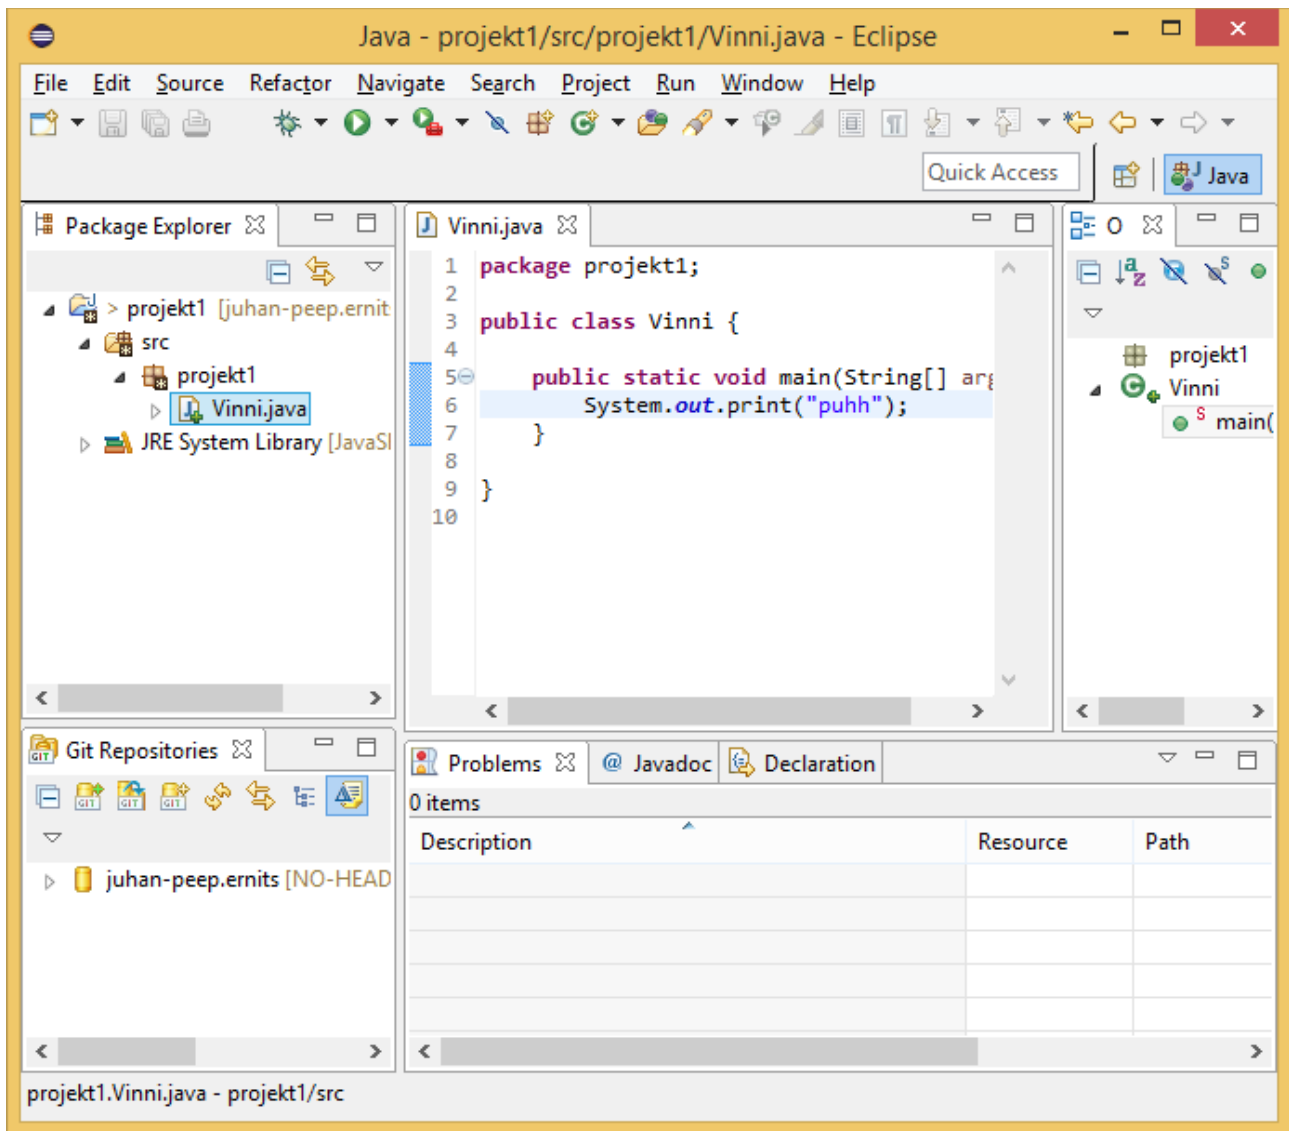 Java - projekt1/src/projekt1/Vinni.java - Eclipse
File Edit Source Refactor Navigate Search Project Run Window Help
Quick Access
Java
Package Explorer
> projekt1 [juhan-peep.ernit
src
projekt1
Vinni.java
JRE System Library [JavaSI
Vinni.java
1 package projekt1;
2
3 public class Vinni {
4
5 public static void main(String[] arg
6 System.out.print("puhh");
7 }
8
9 }
10
O
projekt1
Vinni
S main(
Git Repositories
juhan-peep.ernits [NO-HEAD
Problems @ Javadoc Declaration
0 items
Description Resource Path
projekt1.Vinni.java - projekt1/src